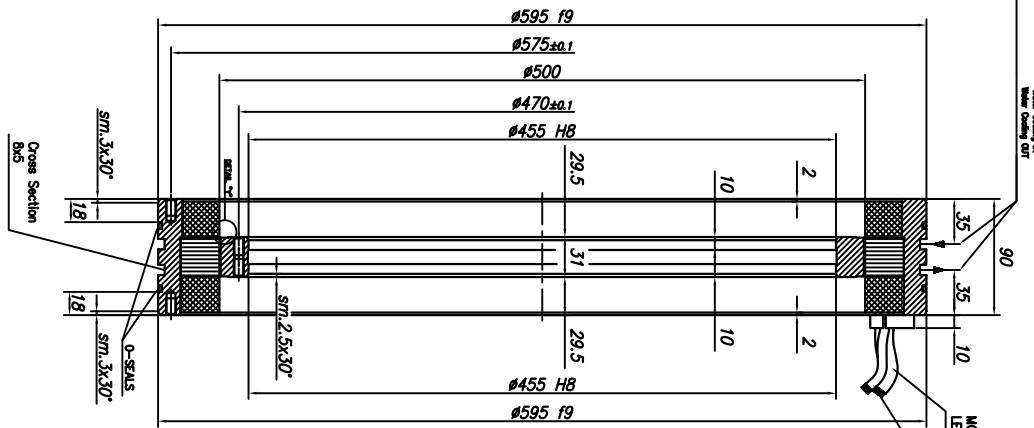 Water Cooling OUT
ø595 f9
ø575±0.1
ø500
ø470±0.1
ø455 H8
sm.3x30°
Cross Section
8x5
18
DETAIL "Y"
29.5
10
2
35
90
31
18
sm.3x30°
O-SEALS
sm.2.5x30°
29.5
10
2
35
10
ø455 H8
ø595 f9